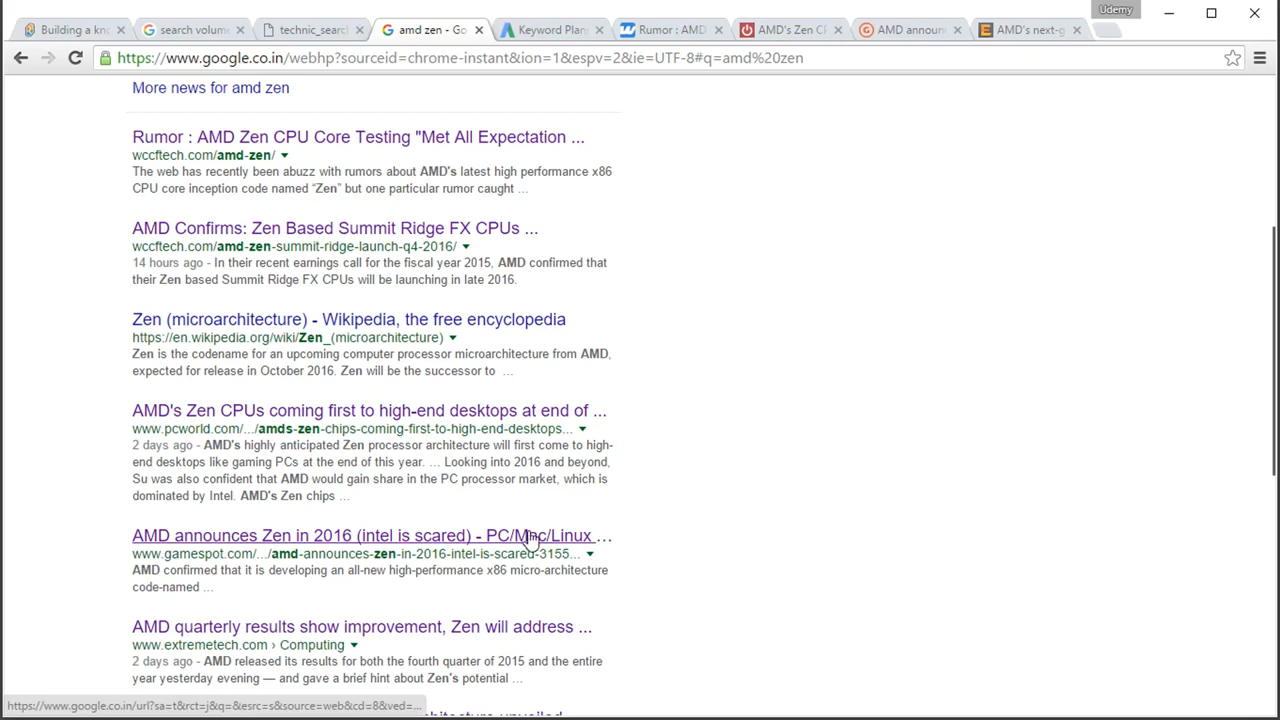 Udemy
Building a kn
search volume
technic_search
amd zen - Go
Keyword Plan
Rumor : AMD
AMD's Zen CP
AMD announ
AMD's next-g
https://www.google.co.in/webhp?sourceid=chrome-instant&ion=1&espv=2&ie=UTF-8#q=amd%20zen
More news for amd zen
Rumor : AMD Zen CPU Core Testing "Met All Expectation ...
wccftech.com/amd-zen/
The web has recently been abuzz with rumors about AMD's latest high performance x86
CPU core inception code named “Zen” but one particular rumor caught ...
AMD Confirms: Zen Based Summit Ridge FX CPUs ...
wccftech.com/amd-zen-summit-ridge-launch-q4-2016/
14 hours ago - In their recent earnings call for the fiscal year 2015, AMD confirmed that
their Zen based Summit Ridge FX CPUs will be launching in late 2016.
Zen (microarchitecture) - Wikipedia, the free encyclopedia
https://en.wikipedia.org/wiki/Zen_(microarchitecture)
Zen is the codename for an upcoming computer processor microarchitecture from AMD,
expected for release in October 2016. Zen will be the successor to ...
AMD's Zen CPUs coming first to high-end desktops at end of ...
www.pcworld.com/.../amds-zen-chips-coming-first-to-high-end-desktops...
2 days ago - AMD's highly anticipated Zen processor architecture will first come to high-
end desktops like gaming PCs at the end of this year. ... Looking into 2016 and beyond,
Su was also confident that AMD would gain share in the PC processor market, which is
dominated by Intel. AMD's Zen chips ...
AMD announces Zen in 2016 (intel is scared) - PC/Mac/Linux ...
www.gamespot.com/.../amd-announces-zen-in-2016-intel-is-scared-3155...
AMD confirmed that it is developing an all-new high-performance x86 micro-architecture
code-named ...
AMD quarterly results show improvement, Zen will address ...
www.extremetech.com › Computing
2 days ago - AMD released its results for both the fourth quarter of 2015 and the entire
year yesterday evening — and gave a brief hint about Zen's potential ...
https://www.google.co.in/url?sa=t&rct=j&q=&esrc=s&source=web&cd=8&ved=...